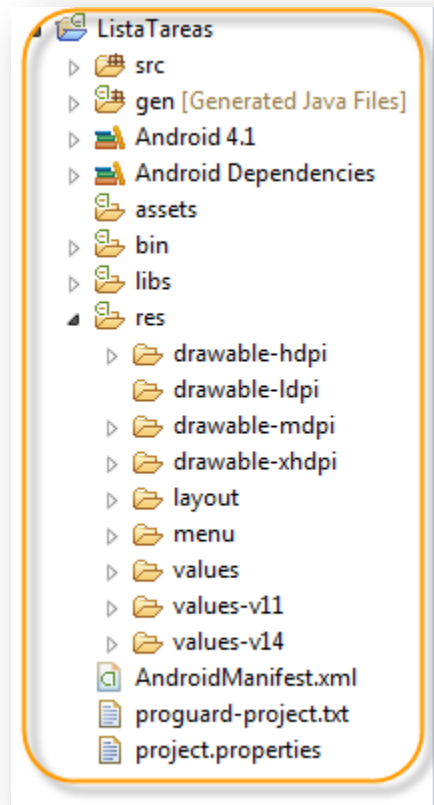 ListaTareas
src
gen [Generated Java Files]
Android 4.1
Android Dependencies
assets
bin
libs
res
drawable-hdpi
drawable-ldpi
drawable-mdpi
drawable-xhdpi
layout
menu
values
values-v11
values-v14
AndroidManifest.xml
proguard-project.txt
project.properties